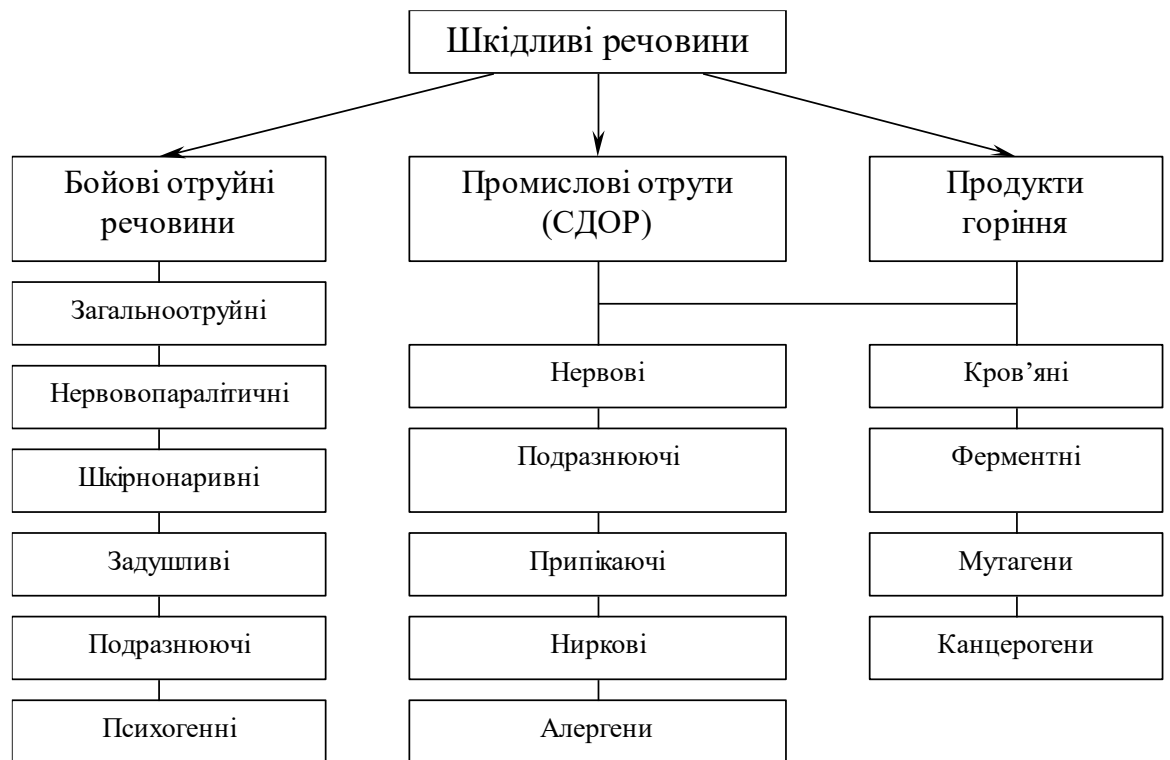 Шкідливі речовини
Бойові отруйні
речовини
Промислові отрути
(СДОР)
Продукти
горіння
Загальноотруйні
Нервовопаралітичні
Шкірнонаривні
Задушливі
Подразнюючі
Психогенні
Нервові
Подразнюючі
Припікаючі
Ниркові
Алергени
Кров’яні
Ферментні
Мутагени
Канцерогени